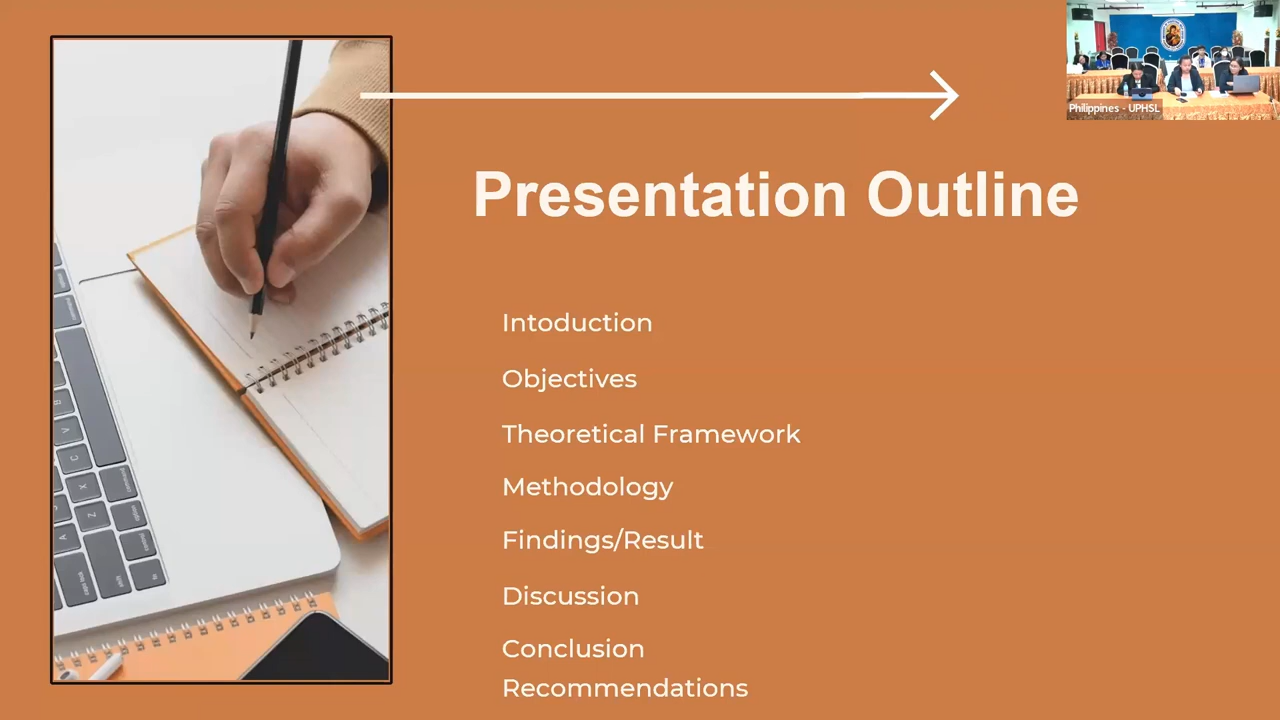 Philippines - UPHSL
Presentation Outline
Intoduction
Objectives
Theoretical Framework
Methodology
Findings/Result
Discussion
Conclusion
Recommendations